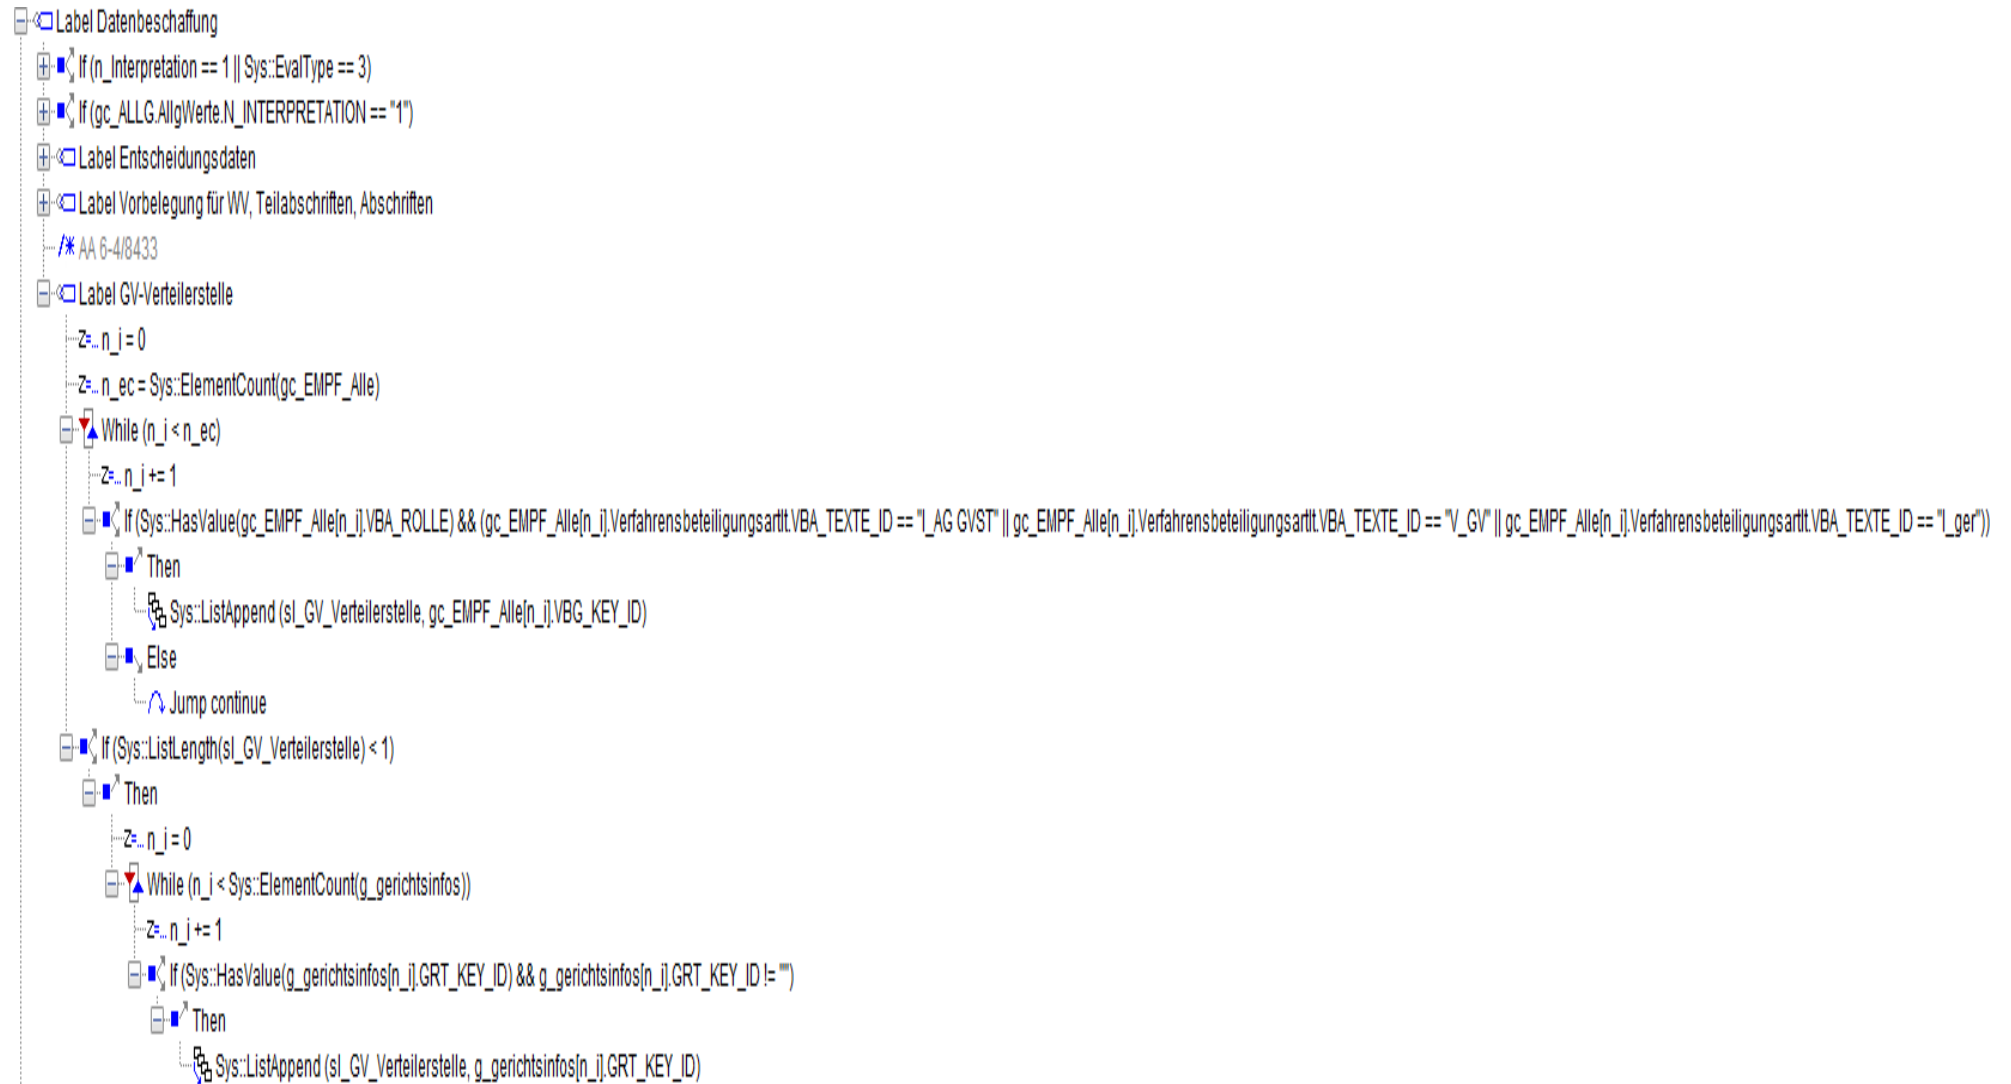 Label Datenbeschaffung
If (n_Interpretation == 1 || Sys::EvalType == 3)
If (gc_ALLG.AllgWerte.N_INTERPRETATION == "1")
Label Entscheidungsdaten
Label Vorbelegung für WV, Teilabschriften, Abschriften
/* AA 6-4/8433
Label GV-Verteilerstelle
Z=... n_i = 0
Z=... n_ec = Sys::ElementCount(gc_EMPF_Alle)
While (n_i < n_ec)
Z=... n_i += 1
If (Sys::HasValue(gc_EMPF_Alle[n_i].VBA_ROLLE) && (gc_EMPF_Alle[n_i].VerfahrensbeteiligungsartIt.VBA_TEXTE_ID == "I_AG GVST" || gc_EMPF_Alle[n_i].VerfahrensbeteiligungsartIt.VBA_TEXTE_ID == "V_GV" || gc_EMPF_Alle[n_i].VerfahrensbeteiligungsartIt.VBA_TEXTE_ID == "I_ger"))
Then
Sys::ListAppend (sl_GV_Verteilerstelle, gc_EMPF_Alle[n_i].VBG_KEY_ID)
Else
Jump continue
If (Sys::ListLength(sl_GV_Verteilerstelle) < 1)
Then
Z=... n_i = 0
While (n_i < Sys::ElementCount(g_gerichtsinfos))
Z=... n_i += 1
If (Sys::HasValue(g_gerichtsinfos[n_i].GRT_KEY_ID) && g_gerichtsinfos[n_i].GRT_KEY_ID != "")
Then
Sys::ListAppend (sl_GV_Verteilerstelle, g_gerichtsinfos[n_i].GRT_KEY_ID)